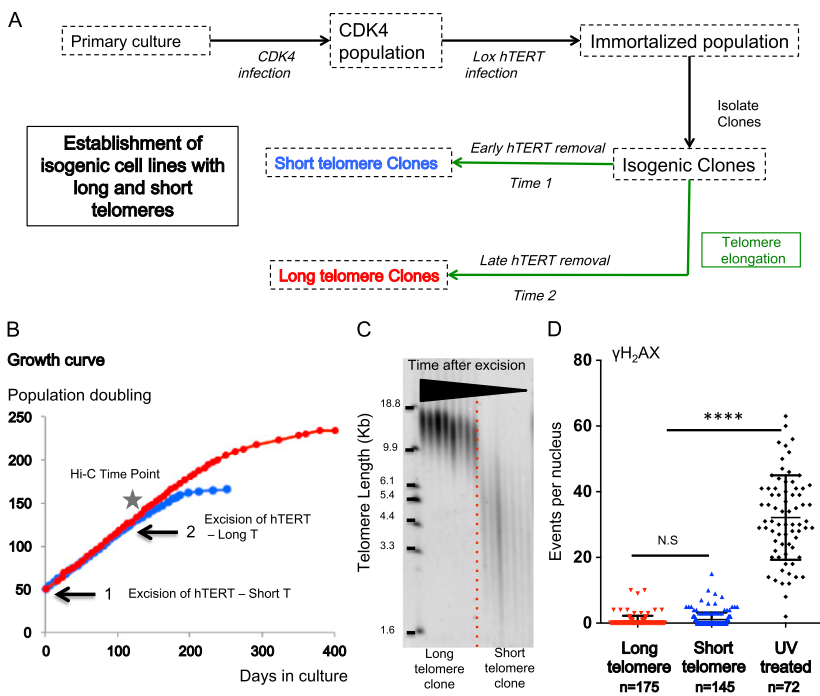 A
Primary culture
CDK4
infection
CDK4
population
Lox hTERT
infection
Immortalized population
Isolate
Clones
Establishment of
isogenic cell lines with
long and short
telomeres
Short telomere Clones
Early hTERT removal
Time 1
Isogenic Clones
Telomere
elongation
Long telomere Clones
Late hTERT removal
Time 2
B
Growth curve
Population doubling
250
200
150
100
50
0
0
100
200
300
400
Days in culture
Hi-C Time Point
2
Excision of hTERT
– Long T
1
Excision of hTERT – Short T
C
Time after excision
Telomere Length (Kb)
18.8
9.9
6.1
5.4
4.4
3.3
1.6
Long
telomere
clone
Short
telomere
clone
D
γH₂AX
Events per nucleus
80
60
40
20
0
****
N.S
Long
telomere
n=175
Short
telomere
n=145
UV
treated
n=72